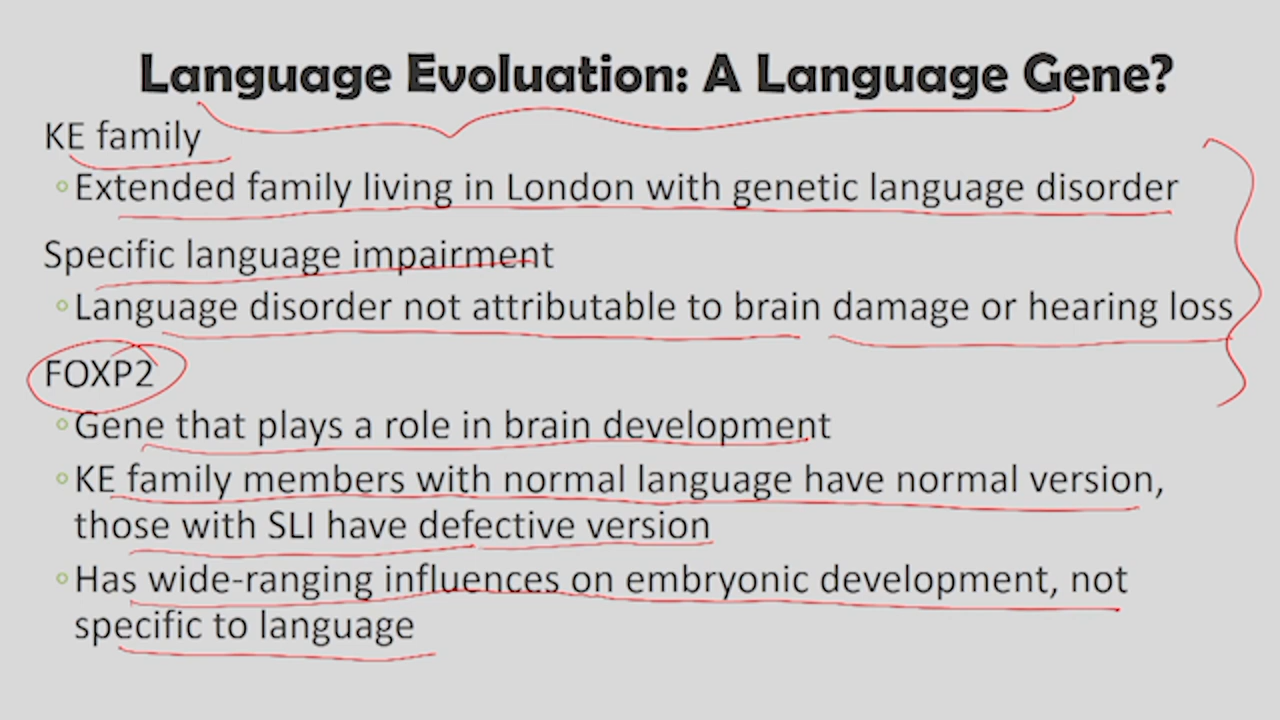 Language Evoluation: A Language Gene?
KE family
Extended family living in London with genetic language disorder
Specific language impairment
Language disorder not attributable to brain damage or hearing loss
FOXP2
Gene that plays a role in brain development
KE family members with normal language have normal version,
those with SLI have defective version
Has wide-ranging influences on embryonic development, not
specific to language